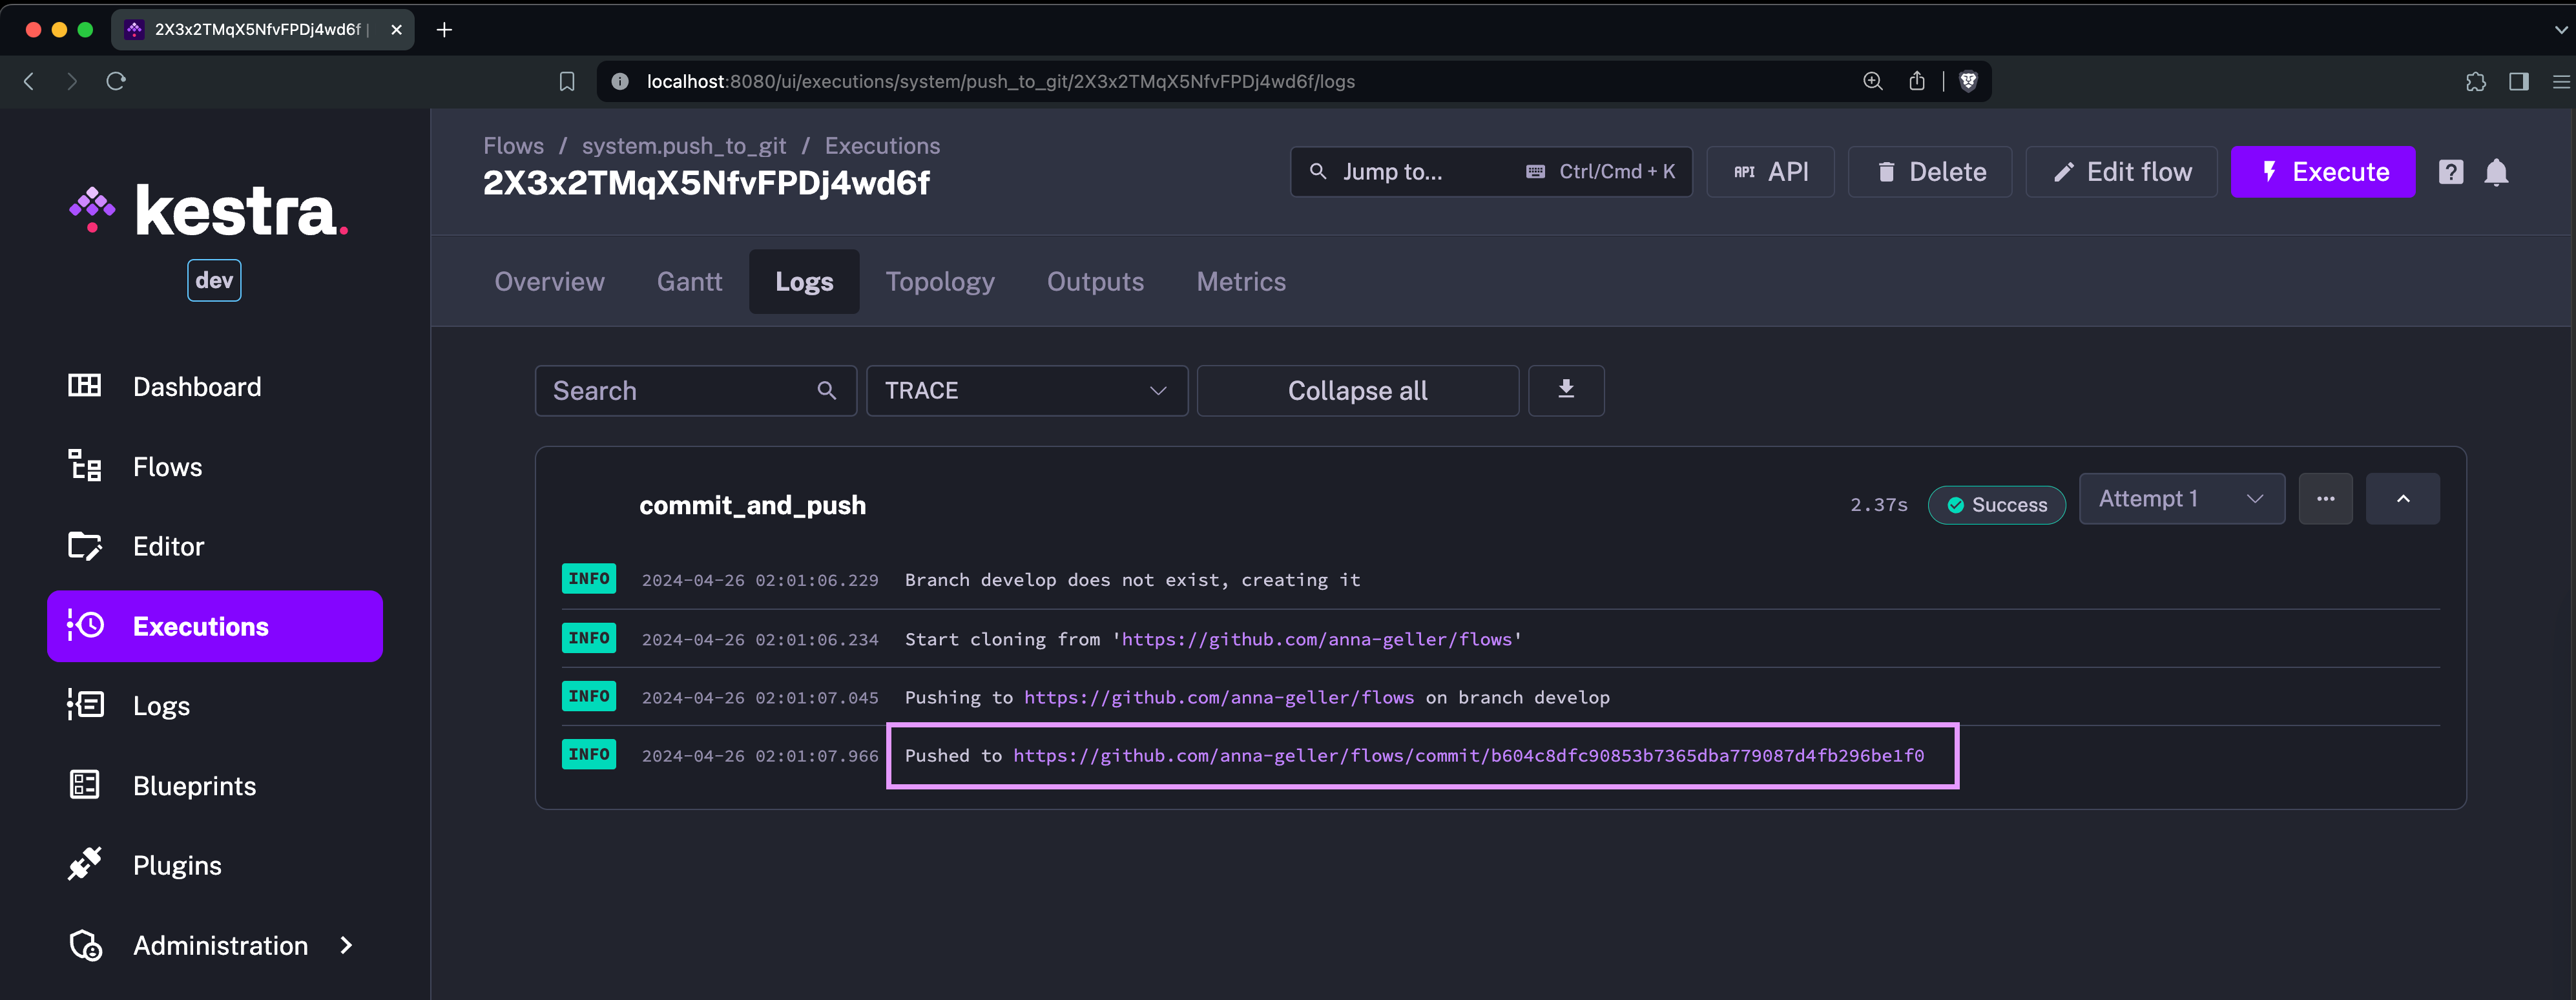 2X3x2TMqX5NfvFPDj4wd6f |
localhost:8080/ui/executions/system/push_to_git/2X3x2TMqX5NfvFPDj4wd6f/logs
kestra.
dev
Dashboard
Flows
Editor
Executions
Logs
Blueprints
Plugins
Administration
Flows / system.push_to_git / Executions
2X3x2TMqX5NfvFPDj4wd6f
Jump to... Ctrl/Cmd + K
API API
Delete
Edit flow
Execute
Overview Gantt Logs Topology Outputs Metrics
Search
TRACE
Collapse all
commit_and_push
2.37s
Success
Attempt 1
INFO 2024-04-26 02:01:06.229 Branch develop does not exist, creating it
INFO 2024-04-26 02:01:06.234 Start cloning from 'https://github.com/anna-geller/flows'
INFO 2024-04-26 02:01:07.045 Pushing to https://github.com/anna-geller/flows on branch develop
INFO 2024-04-26 02:01:07.966 Pushed to https://github.com/anna-geller/flows/commit/b604c8dfc90853b7365dba779087d4fb296be1f0